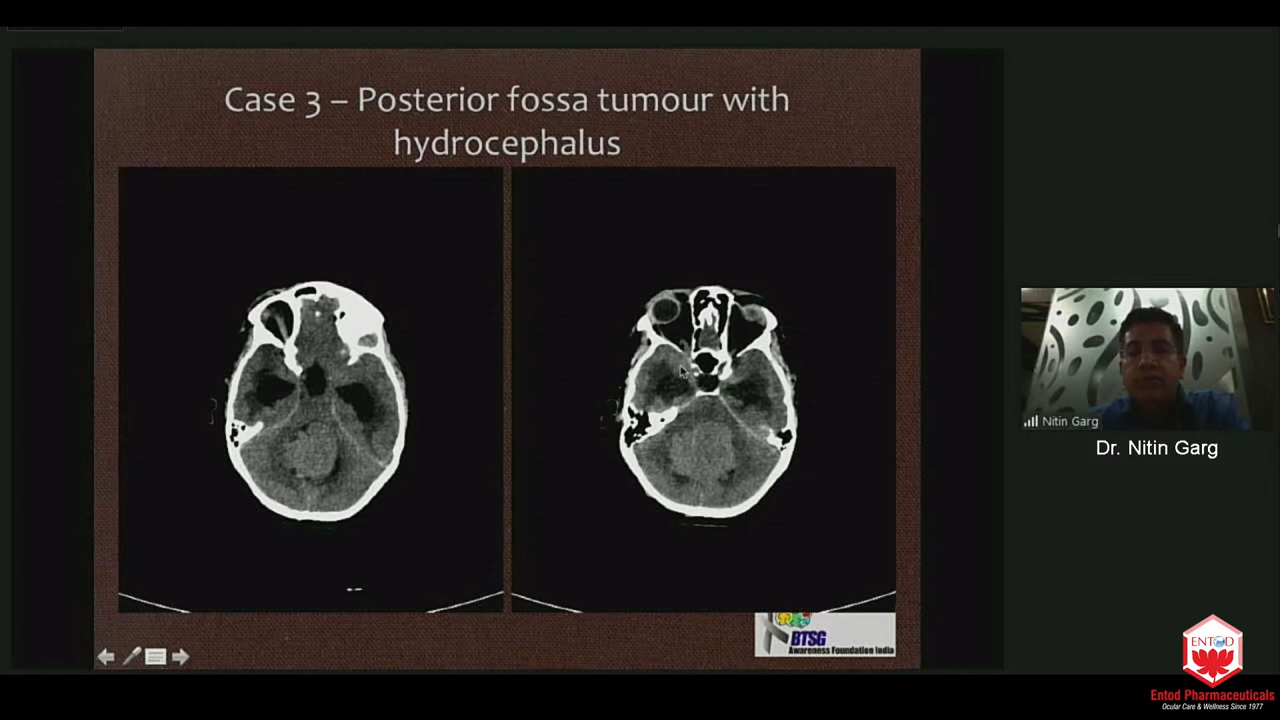 Case 3 – Posterior fossa tumour with
hydrocephalus
Nitin Garg
Dr. Nitin Garg
BTSG
Awareness Foundation India
ENTOD
Entod Pharmaceuticals
Ocular Care & Wellness Since 1977